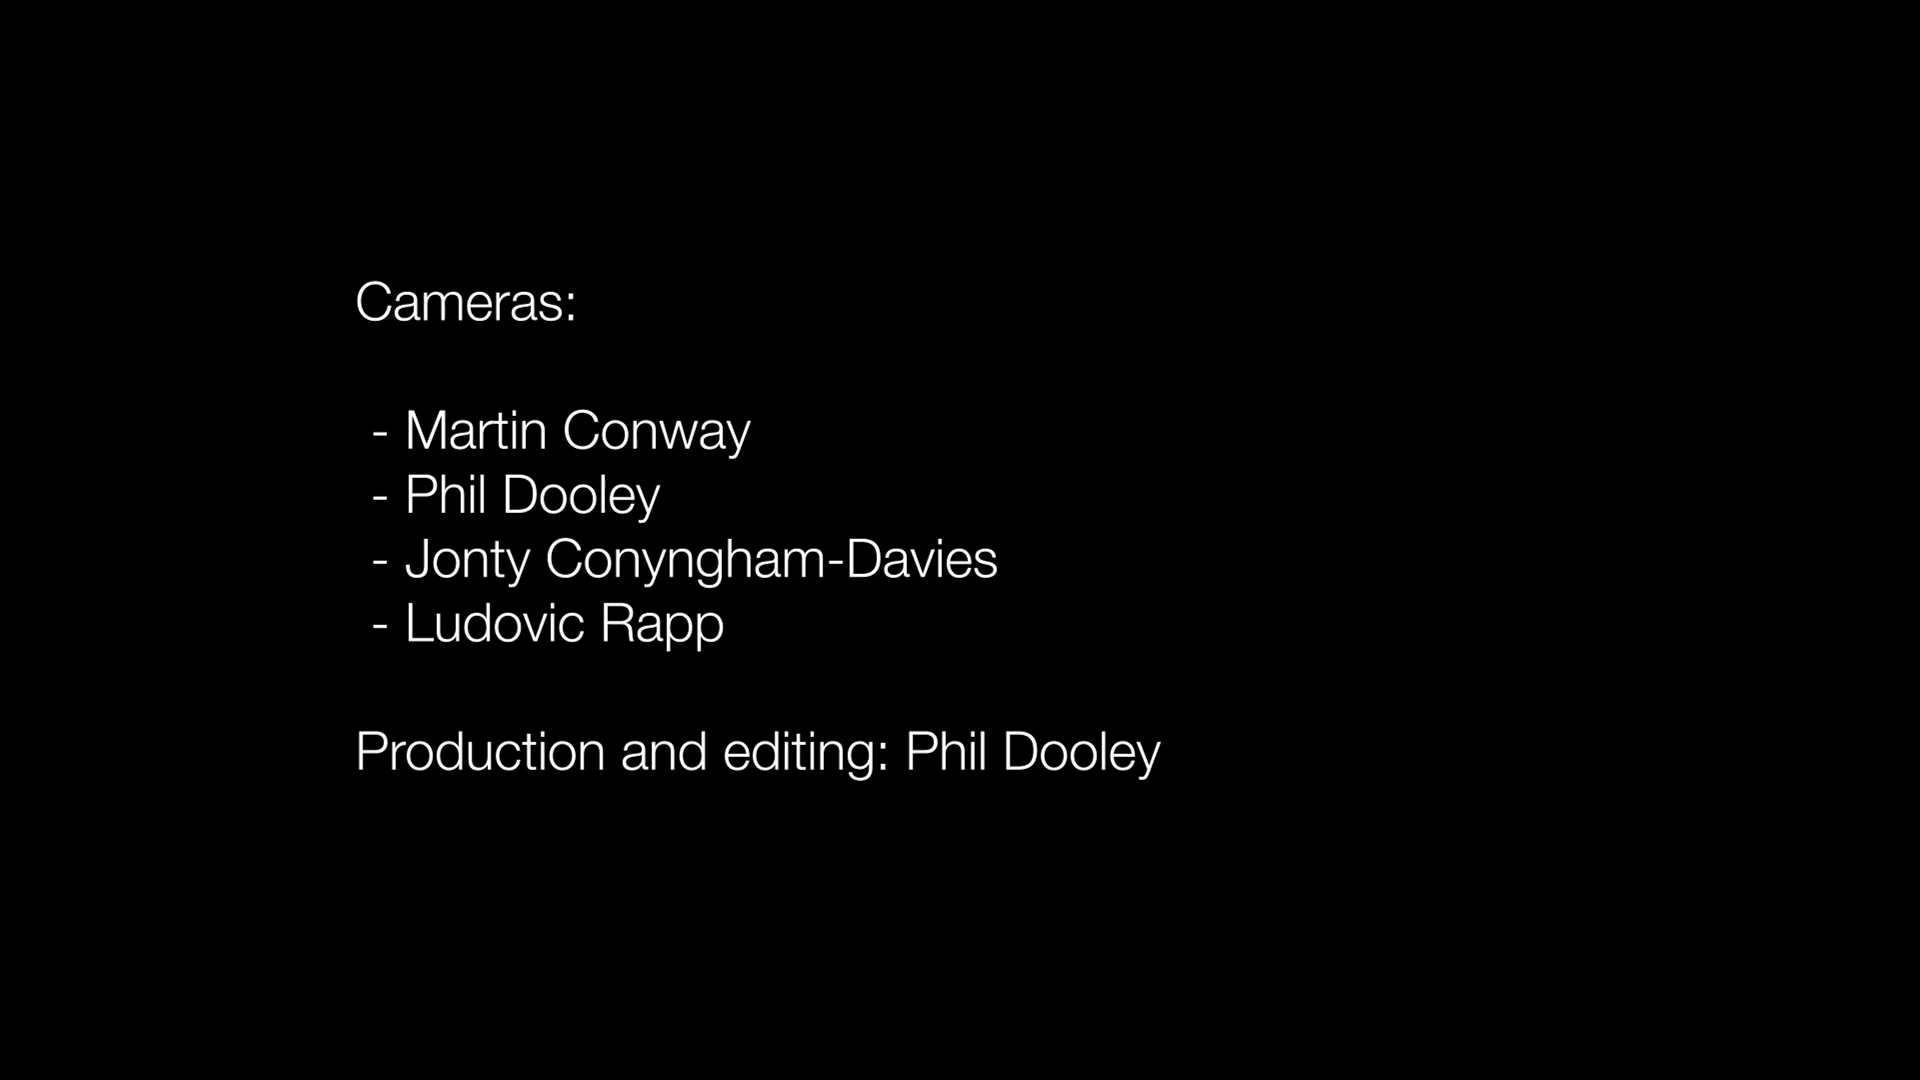 Cameras:
- Martin Conway
- Phil Dooley
- Jonty Conyngham-Davies
- Ludovic Rapp
Production and editing: Phil Dooley